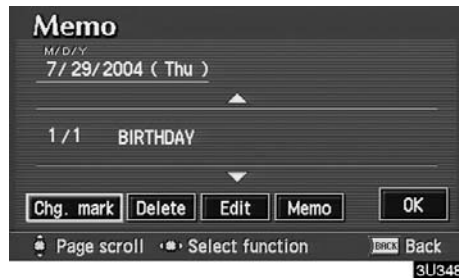 Memo
M/D/Y
7/29/2004 ( Thu )
1/1 BIRTHDAY
Chg. mark Delete Edit Memo OK
Page scroll Select function BACK Back
3U348